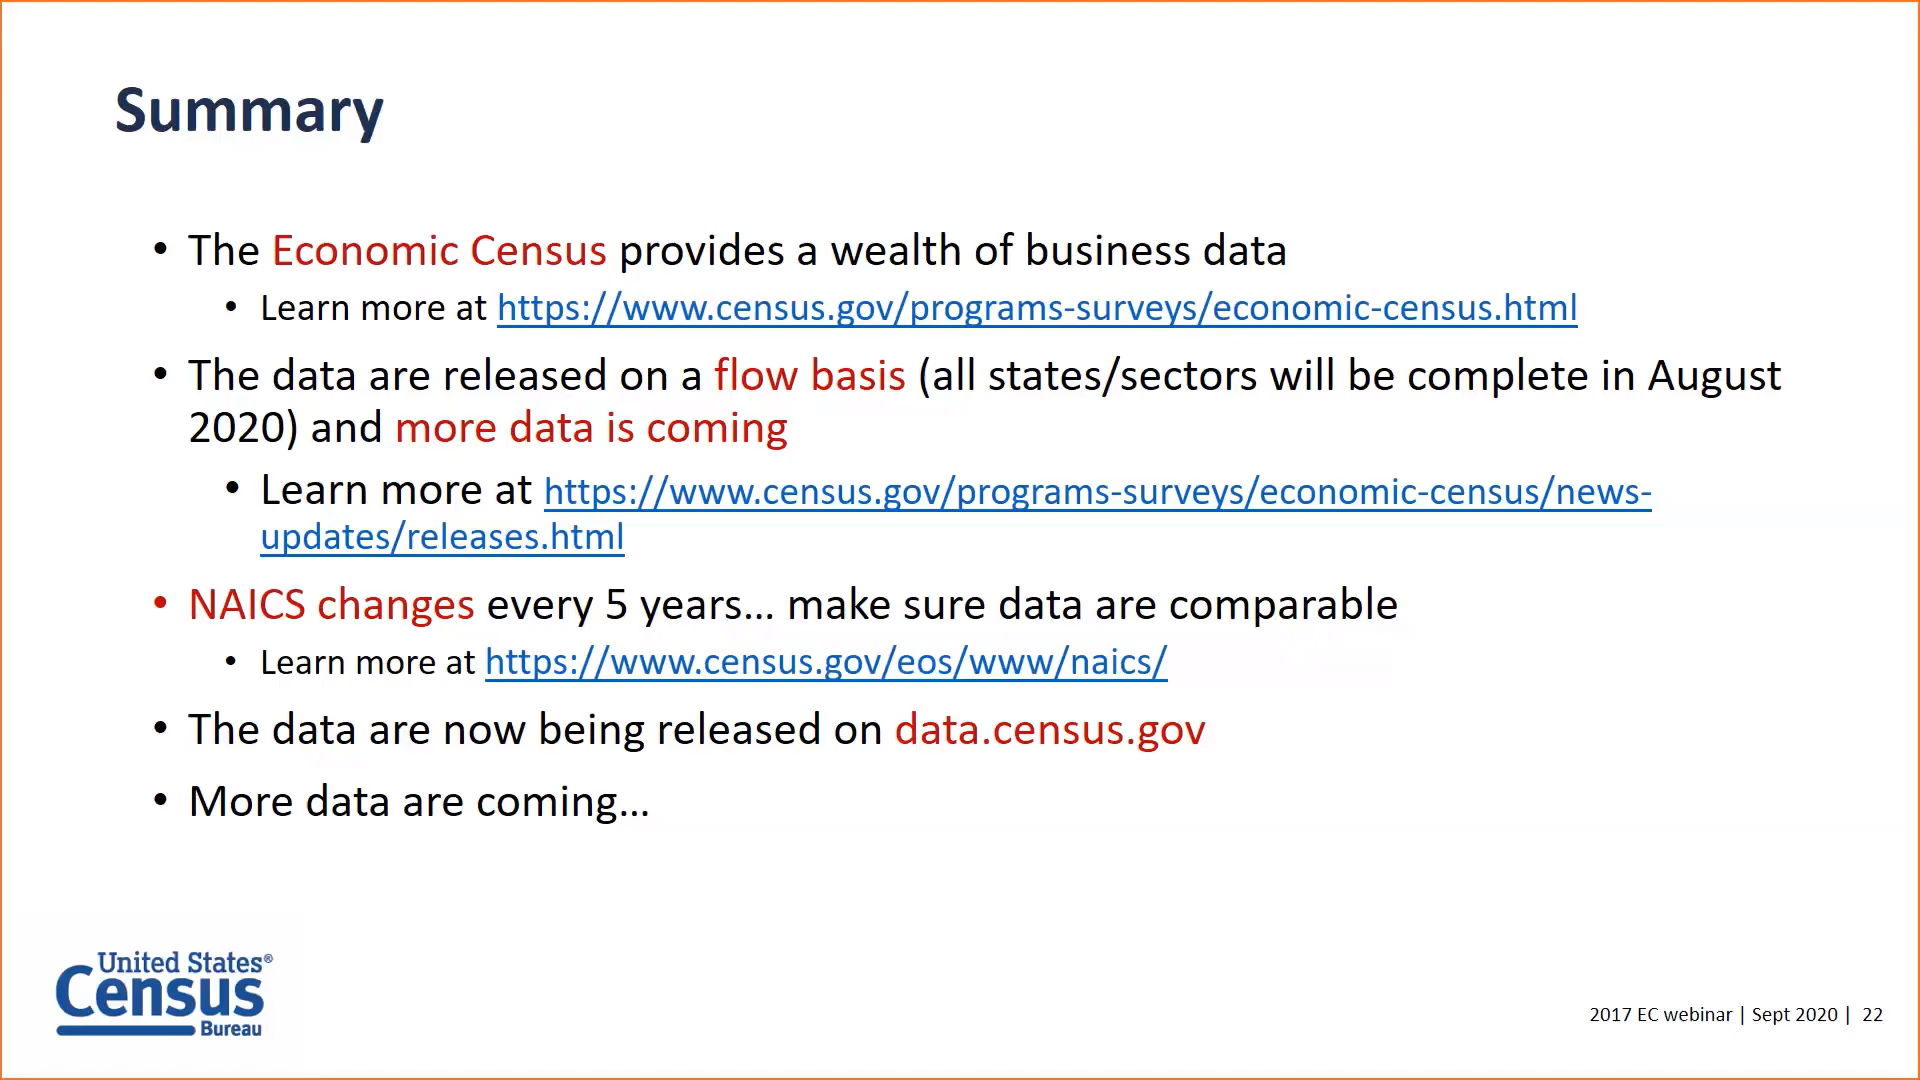 Summary
• The Economic Census provides a wealth of business data
• Learn more at https://www.census.gov/programs-surveys/economic-census.html
• The data are released on a flow basis (all states/sectors will be complete in August
2020) and more data is coming
• Learn more at https://www.census.gov/programs-surveys/economic-census/news-
updates/releases.html
• NAICS changes every 5 years... make sure data are comparable
• Learn more at https://www.census.gov/eos/www/naics/
• The data are now being released on data.census.gov
• More data are coming...
United States®
Census
Bureau
2017 EC webinar | Sept 2020 | 22